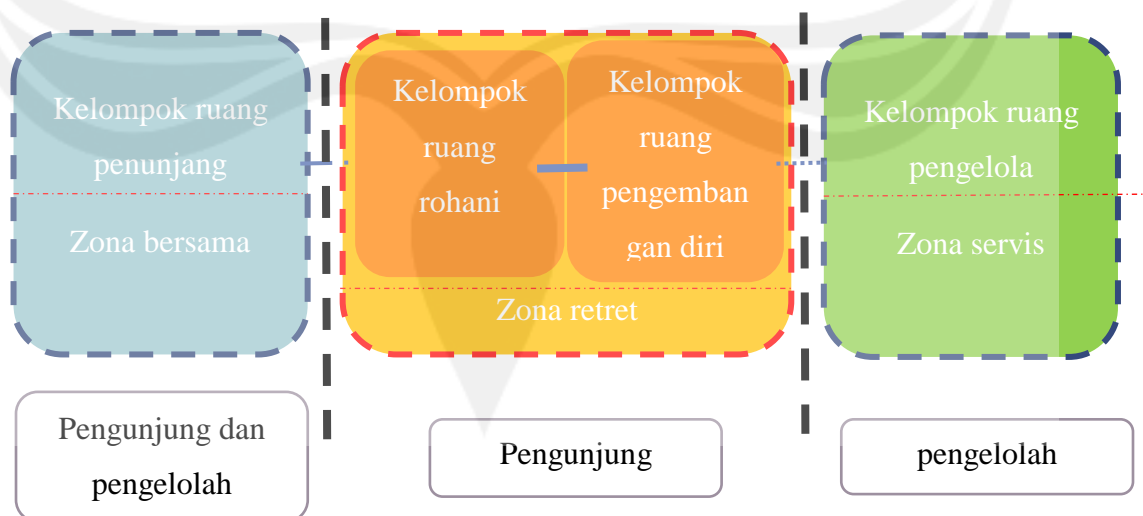 Kelompok ruang
penunjang
Zona bersama
Kelompok
ruang
rohani
Kelompok
ruang
pengemban
gan diri
Zona retret
Kelompok ruang
pengelola
Zona servis
Pengunjung dan
pengelolah
Pengunjung
pengelolah